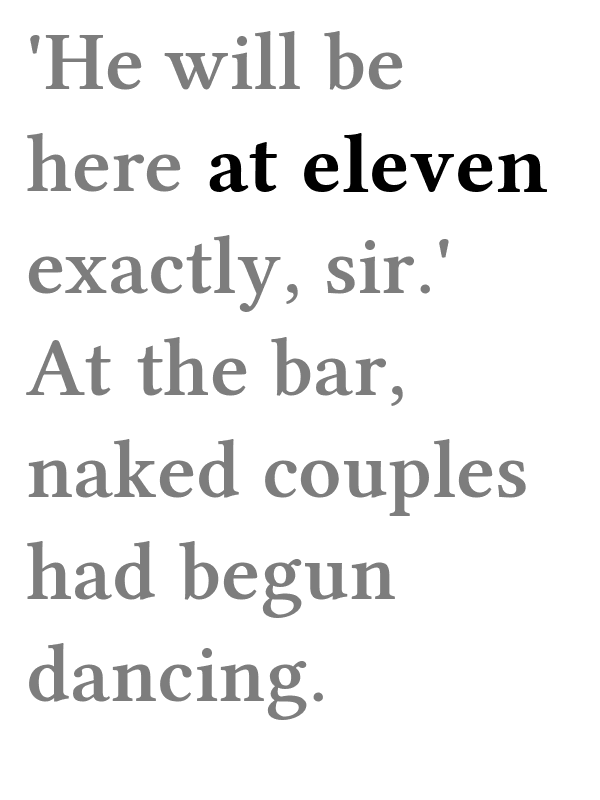 'He will be
here at eleven
exactly, sir.'
At the bar,
naked couples
had begun
dancing.